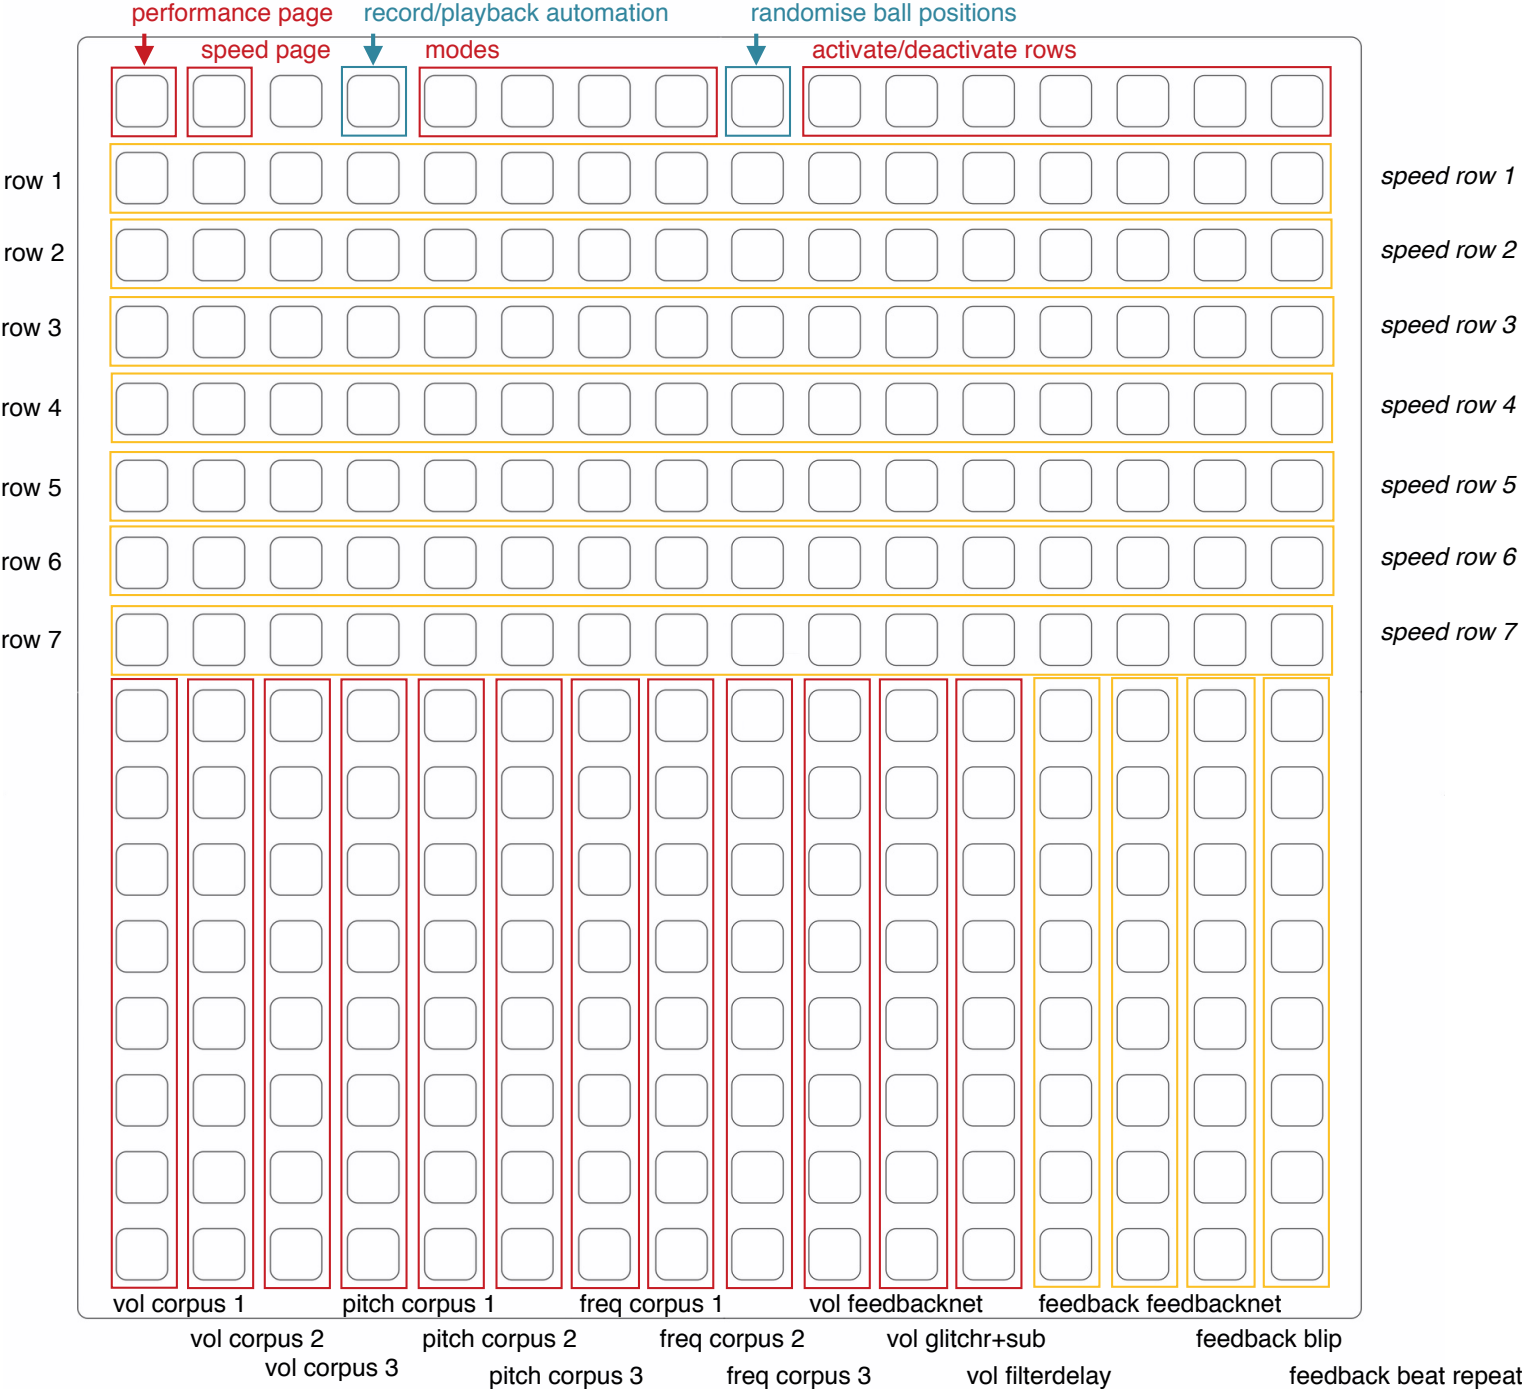 performance page
record/playback automation
randomise ball positions
speed page
modes
activate/deactivate rows
row 1
speed row 1
row 2
speed row 2
row 3
speed row 3
row 4
speed row 4
row 5
speed row 5
row 6
speed row 6
row 7
speed row 7
vol corpus 1
pitch corpus 1
freq corpus 1
vol feedbacknet
feedback feedbacknet
vol corpus 2
pitch corpus 2
freq corpus 2
vol glitchr+sub
feedback blip
vol corpus 3
pitch corpus 3
freq corpus 3
vol filterdelay
feedback beat repeat